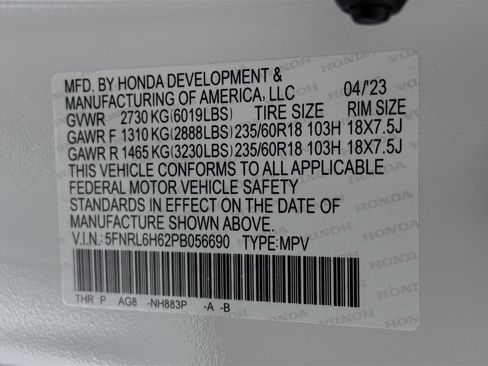 MFD. BY HONDA DEVELOPMENT &
MANUFACTURING OF AMERICA, LLC 04/'23
GVWR 2730 KG(6019LBS) TIRE SIZE RIM SIZE
GAWR F 1310 KG(2888LBS) 235/60R18 103H 18X7.5J
GAWR R 1465 KG(3230LBS) 235/60R18 103H 18X7.5J
THIS VEHICLE CONFORMS TO ALL APPLICABLE
FEDERAL MOTOR VEHICLE SAFETY
STANDARDS IN EFFECT ON THE DATE OF
MANUFACTURE SHOWN ABOVE.
V.I.N.: 5FNRL6H62PB056690 TYPE:MPV
THR P AG8 -NH883P -A -B
HONDA HONDA HONDA